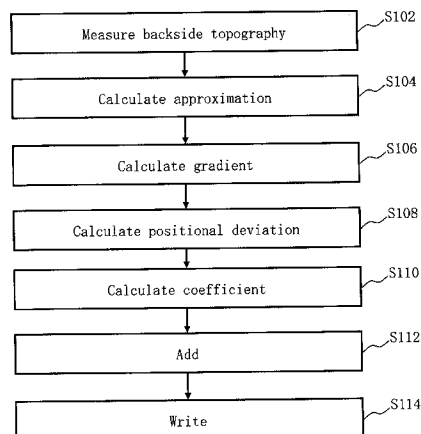 S102
Measure backside topography
S104
Calculate approximation
S106
Calculate gradient
S108
Calculate positional deviation
S110
Calculate coefficient
S112
Add
S114
Write